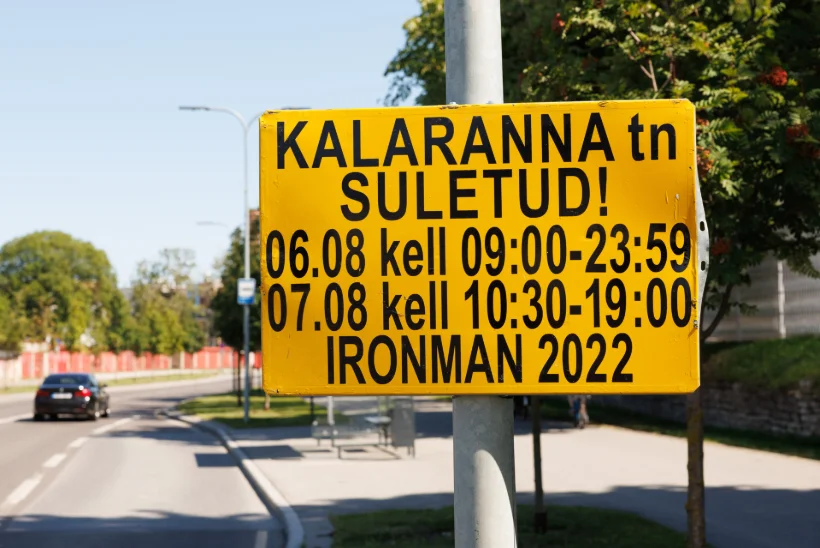 KALARANNA tn
SULETUD!
06.08 kell 09:00-23:59
07.08 kell 10:30-19:00
IRONMAN 2022